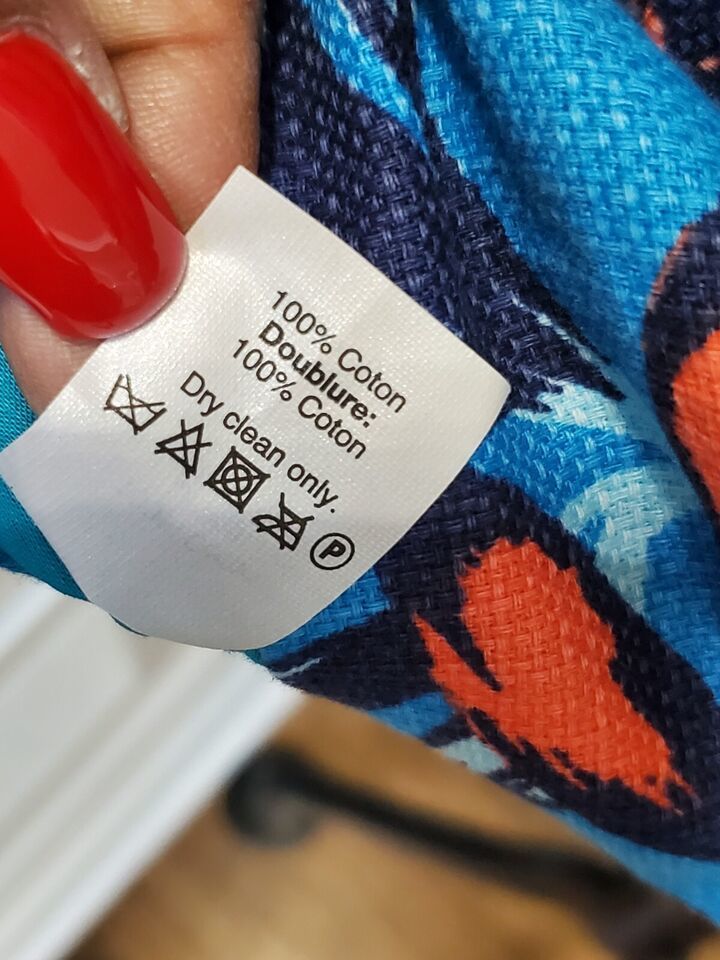 100% Coton
Doublure:
100% Coton
Dry clean only.
P